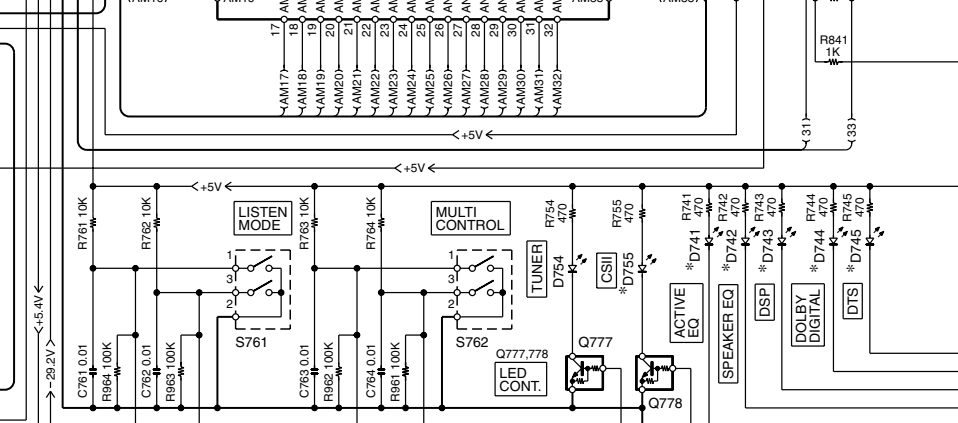 AM
17 18 19 20 21 22 23 24 25 26 27 28 29 30 31 32
AM17 AM18 AM19 AM20 AM21 AM22 AM23 AM24 AM25 AM26 AM27 AM28 AM29 AM30 AM31 AM32
R841
1K
31
33
+5V
+5V
+5V
+5.4V
−29.2V
R761 10K
R762 10K
LISTEN
MODE
1
3
2
S761
C761 0.01
R964 100K
C762 0.01
R963 100K
R763 10K
R764 10K
MULTI
CONTROL
1
3
2
S762
C763 0.01
R962 100K
C764 0.01
R961 100K
R754
470
TUNER
D754
R755
470
CSII
*D755
Q777,778
LED
CONT.
Q777
Q778
R741
470
*D741
ACTIVE
EQ
R742
470
*D742
SPEAKER EQ
R743
470
*D743
DSP
R744
470
*D744
DOLBY
DIGITAL
R745
470
*D745
DTS